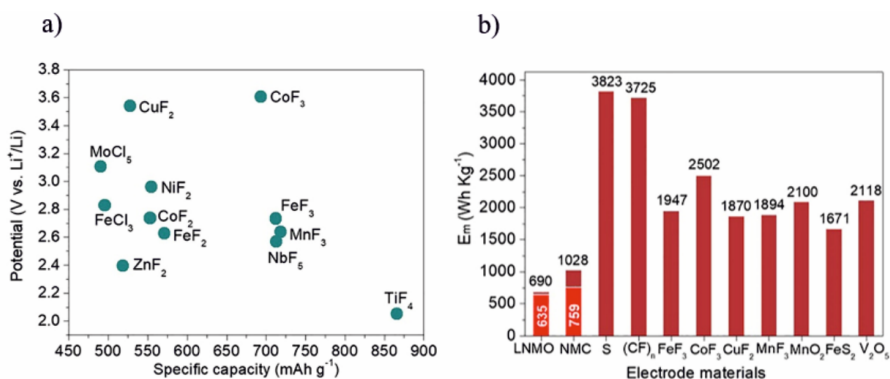 a)
3.8
3.6
3.4
3.2
3.0
2.8
2.6
2.4
2.2
2.0
Potential (V vs. Li⁺/Li)
CuF₂
CoF₃
MoCl₅
NiF₂
FeCl₃
CoF₂
FeF₂
FeF₃
MnF₃
NbF₅
ZnF₂
TiF₄
450 500 550 600 650 700 750 800 850 900
Specific capacity (mAh g⁻¹)
b)
4000
3500
3000
2500
2000
1500
1000
500
0
Eₘ (Wh Kg⁻¹)
690
635
1028
759
3823
3725
1947
2502
1870
1894
2100
1671
2118
LNMO NMC S (CF)ₙ FeF₃ CoF₃ CuF₂ MnF₃ MnO₂ FeS₂ V₂O₅
Electrode materials